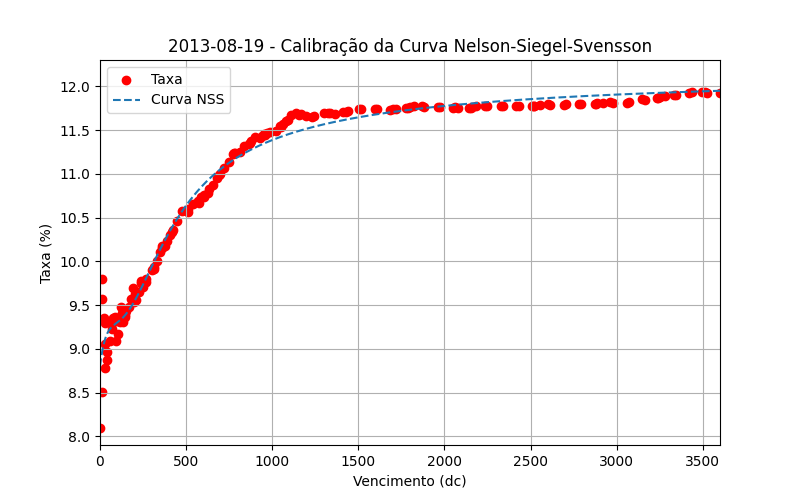 2013-08-19 - Calibração da Curva Nelson-Siegel-Svensson
Taxa
Curva NSS
Taxa (%)
12.0
11.5
11.0
10.5
10.0
9.5
9.0
8.5
8.0
0 500 1000 1500 2000 2500 3000 3500
Vencimento (dc)